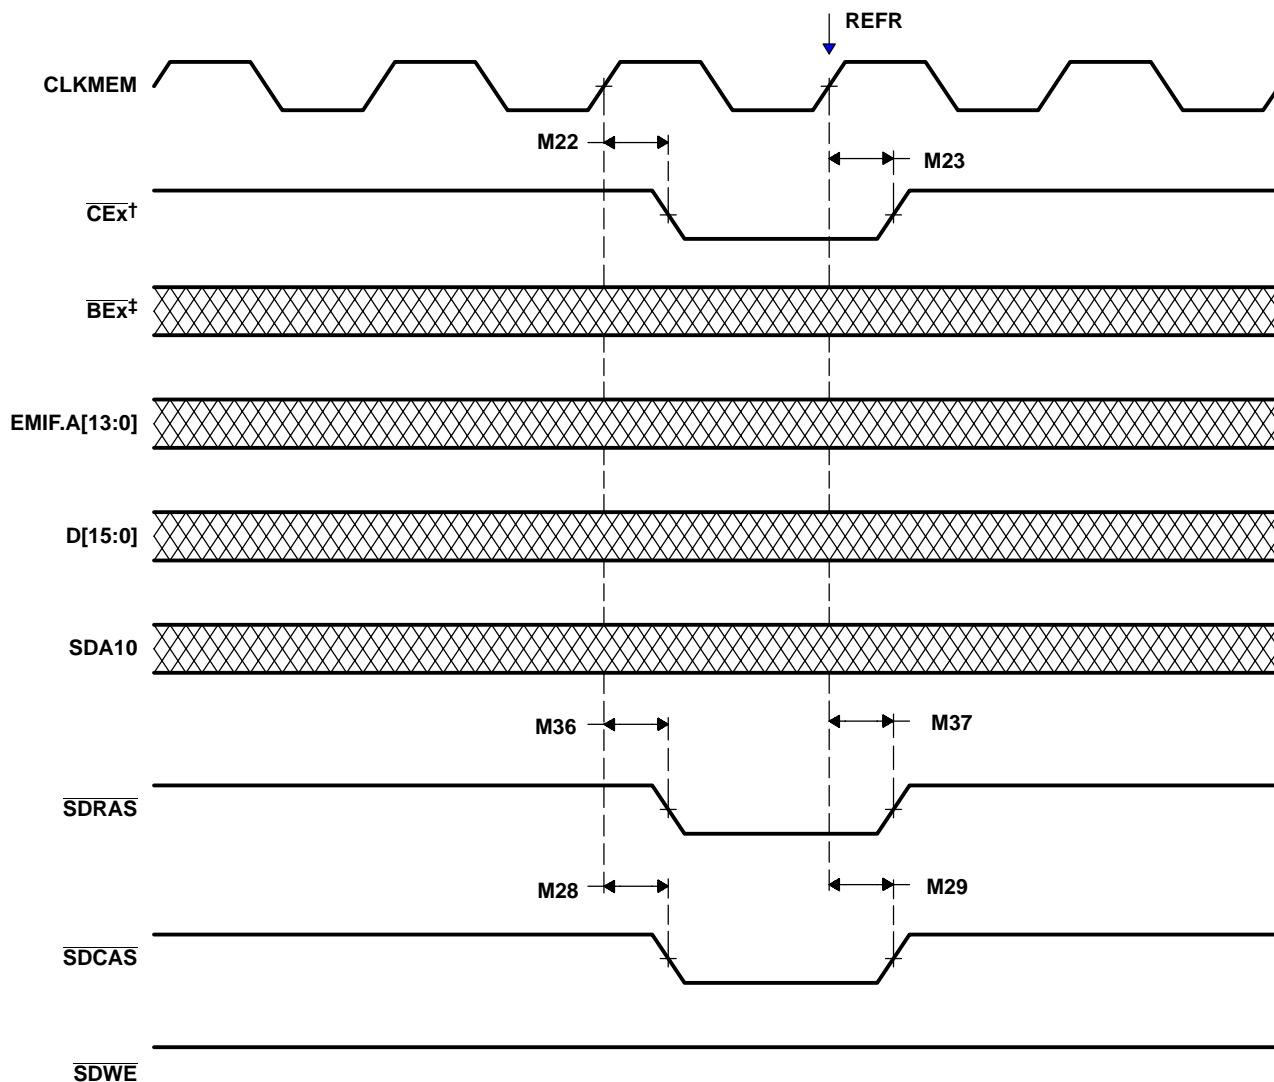 REFR
CLKMEM
M22
M23
CEx†
BEx‡
EMIF.A[13:0]
D[15:0]
SDA10
M36
M37
SDRAS
M28
M29
SDCAS
SDWE